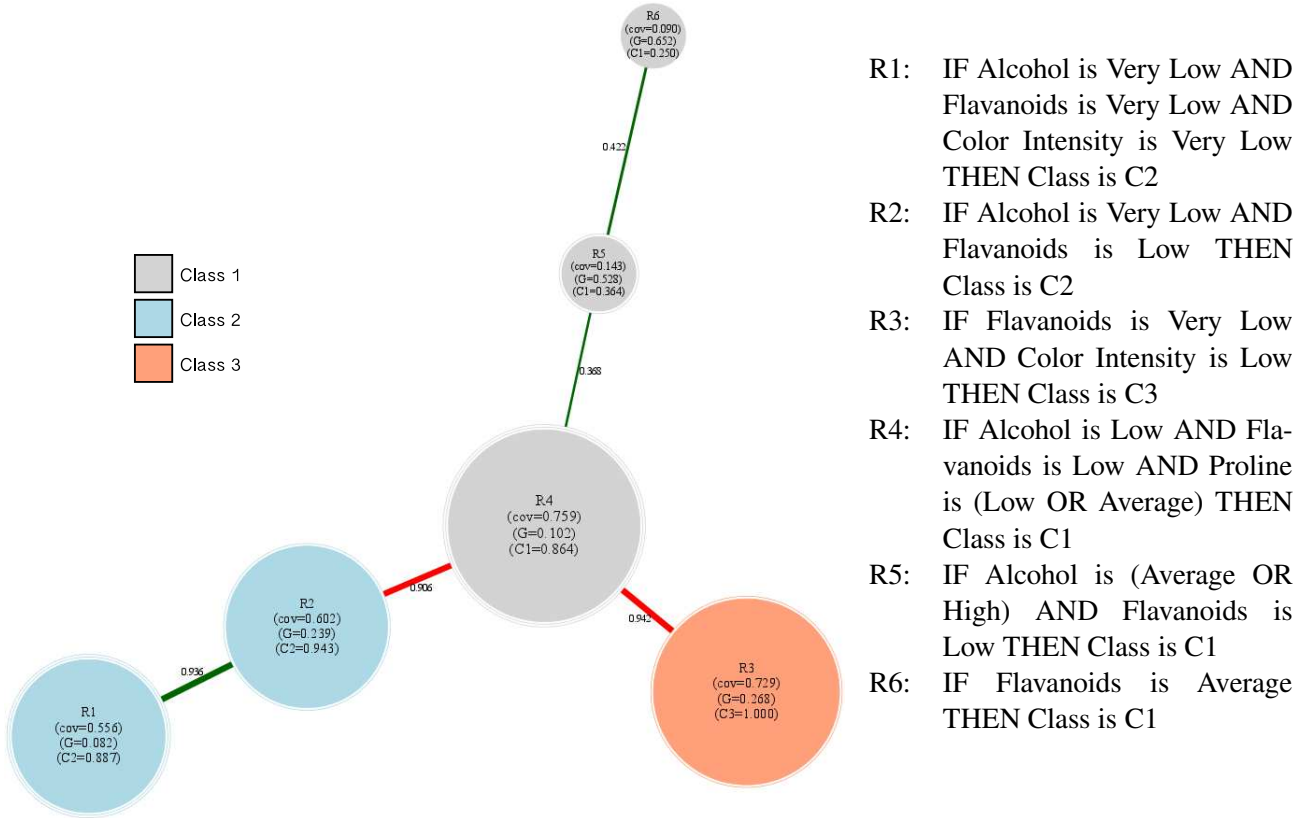 R6
(cov=0.090)
(G=0.652)
(C1=0.250)
0.422
R5
(cov=0.143)
(G=0.528)
(C1=0.364)
0.368
Class 1
Class 2
Class 3
R4
(cov=0.759)
(G=0.102)
(C1=0.864)
0.906
R2
(cov=0.602)
(G=0.239)
(C2=0.943)
0.942
R3
(cov=0.729)
(G=0.268)
(C3=1.000)
0.936
R1
(cov=0.556)
(G=0.082)
(C2=0.887)
R1: IF Alcohol is Very Low AND
Flavanoids is Very Low AND
Color Intensity is Very Low
THEN Class is C2
R2: IF Alcohol is Very Low AND
Flavanoids is Low THEN
Class is C2
R3: IF Flavanoids is Very Low
AND Color Intensity is Low
THEN Class is C3
R4: IF Alcohol is Low AND Fla-
vanoids is Low AND Proline
is (Low OR Average) THEN
Class is C1
R5: IF Alcohol is (Average OR
High) AND Flavanoids is
Low THEN Class is C1
R6: IF Flavanoids is Average
THEN Class is C1